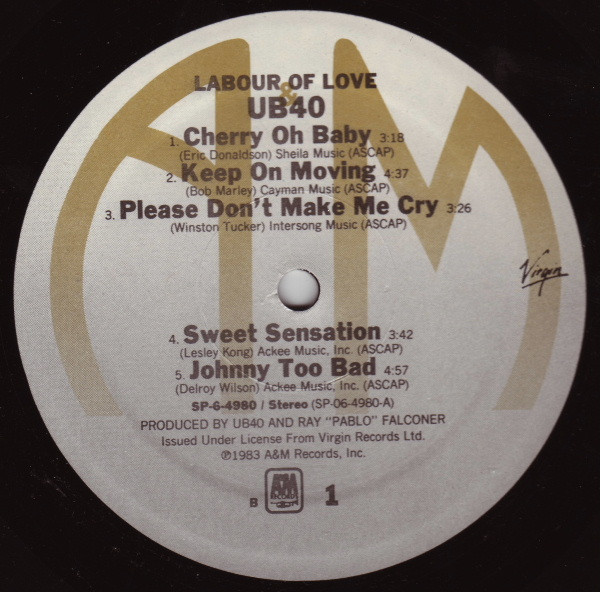 LABOUR OF LOVE
&
UB40
1. Cherry Oh Baby 3:18
(Eric Donaldson) Sheila Music (ASCAP)
2. Keep On Moving 4:37
(Bob Marley) Cayman Music (ASCAP)
3. Please Don't Make Me Cry 3:26
(Winston Tucker) Intersong Music (ASCAP)
Virgin
4. Sweet Sensation 3:42
(Lesley Kong) Ackee Music, Inc. (ASCAP)
5. Johnny Too Bad 4:57
(Delroy Wilson) Ackee Music, Inc. (ASCAP)
SP-6-4980 / Stereo (SP-06-4980-A)
PRODUCED BY UB40 AND RAY "PABLO" FALCONER
Issued Under License From Virgin Records Ltd.
℗1983 A&M Records, Inc.
B A&M RECORDS 1